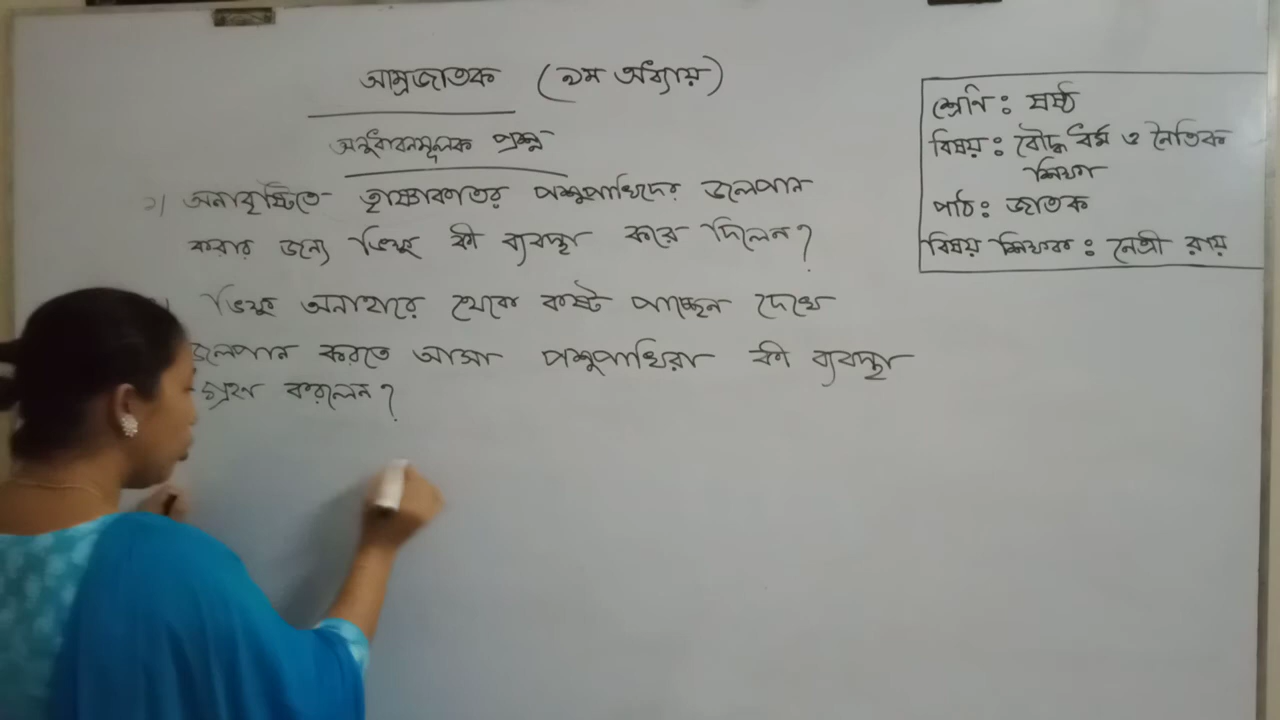 আম্রজাতক (৯ম অধ্যায়)
অনুধাবনমূলক প্রশ্ন
১। অনাবৃষ্টিতে তৃষ্ণাকাতর পশুপাখিদের জলপান
করার জন্য ভিক্ষু কী ব্যবস্থা করে দিলেন?
ভিক্ষু অনাহারে থেকে কষ্ট পাচ্ছেন দেখে
জলপান করতে আসা পশুপাখিরা কী ব্যবস্থা
গ্রহণ করলেন?
শ্রেণি : ষষ্ঠ
বিষয় : বৌদ্ধ ধর্ম ও নৈতিক
শিক্ষা
পাঠ : জাতক
বিষয় শিক্ষক : নেত্রী রায়